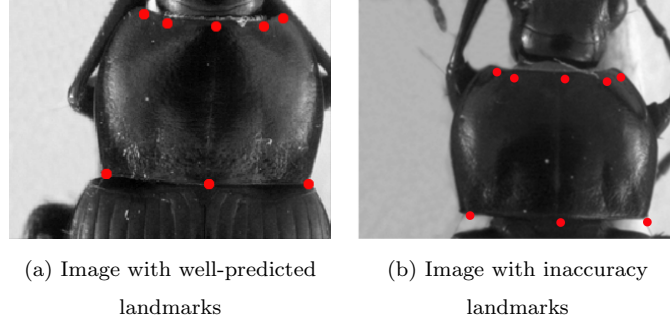 (a) Image with well-predicted
landmarks
(b) Image with inaccuracy
landmarks